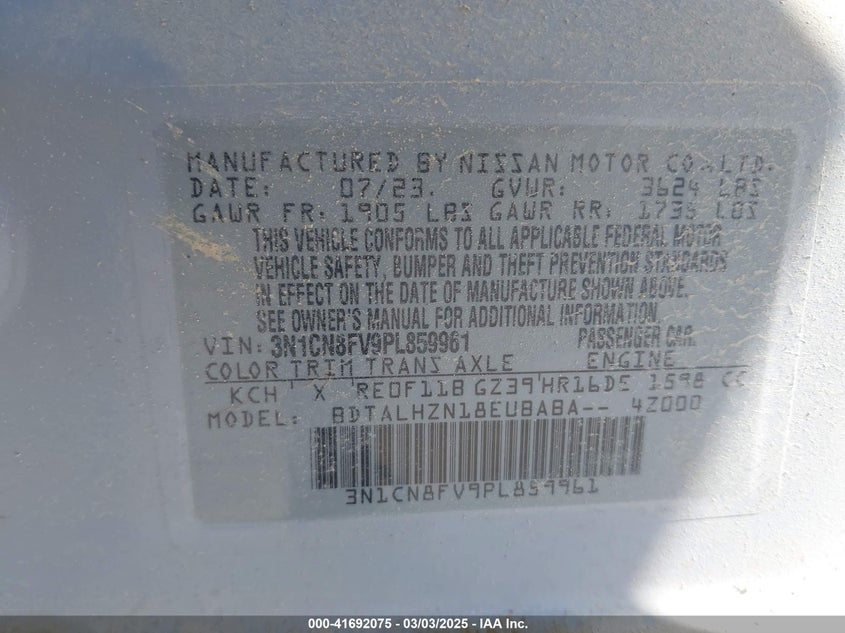 MANUFACTURED BY NISSAN MOTOR CO.,LTD.
DATE: 07/23. GVWR: 3624 LBS
GAWR FR: 1905 LBS GAWR RR: 1735 LBS
THIS VEHICLE CONFORMS TO ALL APPLICABLE FEDERAL MOTOR
VEHICLE SAFETY, BUMPER AND THEFT PREVENTION STANDARDS
IN EFFECT ON THE DATE OF MANUFACTURE SHOWN ABOVE.
SEE OWNER'S MANUAL FOR ADDITIONAL INFORMATION.
VIN: 3N1CN8FV9PL859961 PASSENGER CAR.
COLOR TRIM TRANS AXLE ENGINE
KCH X RE0F11B GZ39 HR16DE 1598 CC
MODEL: BDTALHZN18EUBABA-- 4Z000
3N1CN8FV9PL859961
000-41692075 - 03/03/2025 - IAA Inc.